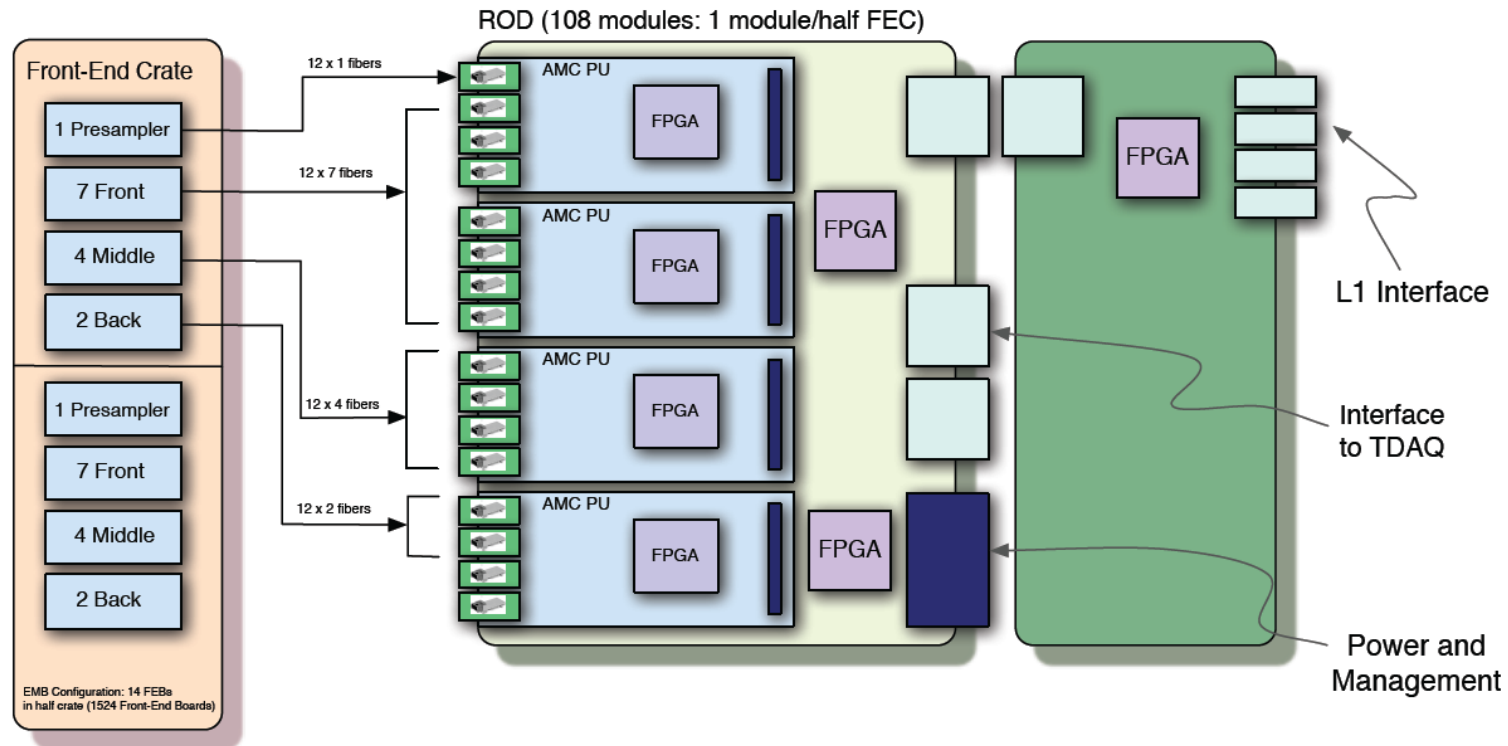 ROD (108 modules: 1 module/half FEC)
Front-End Crate
1 Presampler
7 Front
4 Middle
2 Back
1 Presampler
7 Front
4 Middle
2 Back
EMB Configuration: 14 FEBs
in half crate (1524 Front-End Boards)
12 x 1 fibers
12 x 7 fibers
12 x 4 fibers
12 x 2 fibers
AMC PU
FPGA
AMC PU
FPGA
AMC PU
FPGA
AMC PU
FPGA
FPGA
FPGA
FPGA
L1 Interface
Interface
to TDAQ
Power and
Management